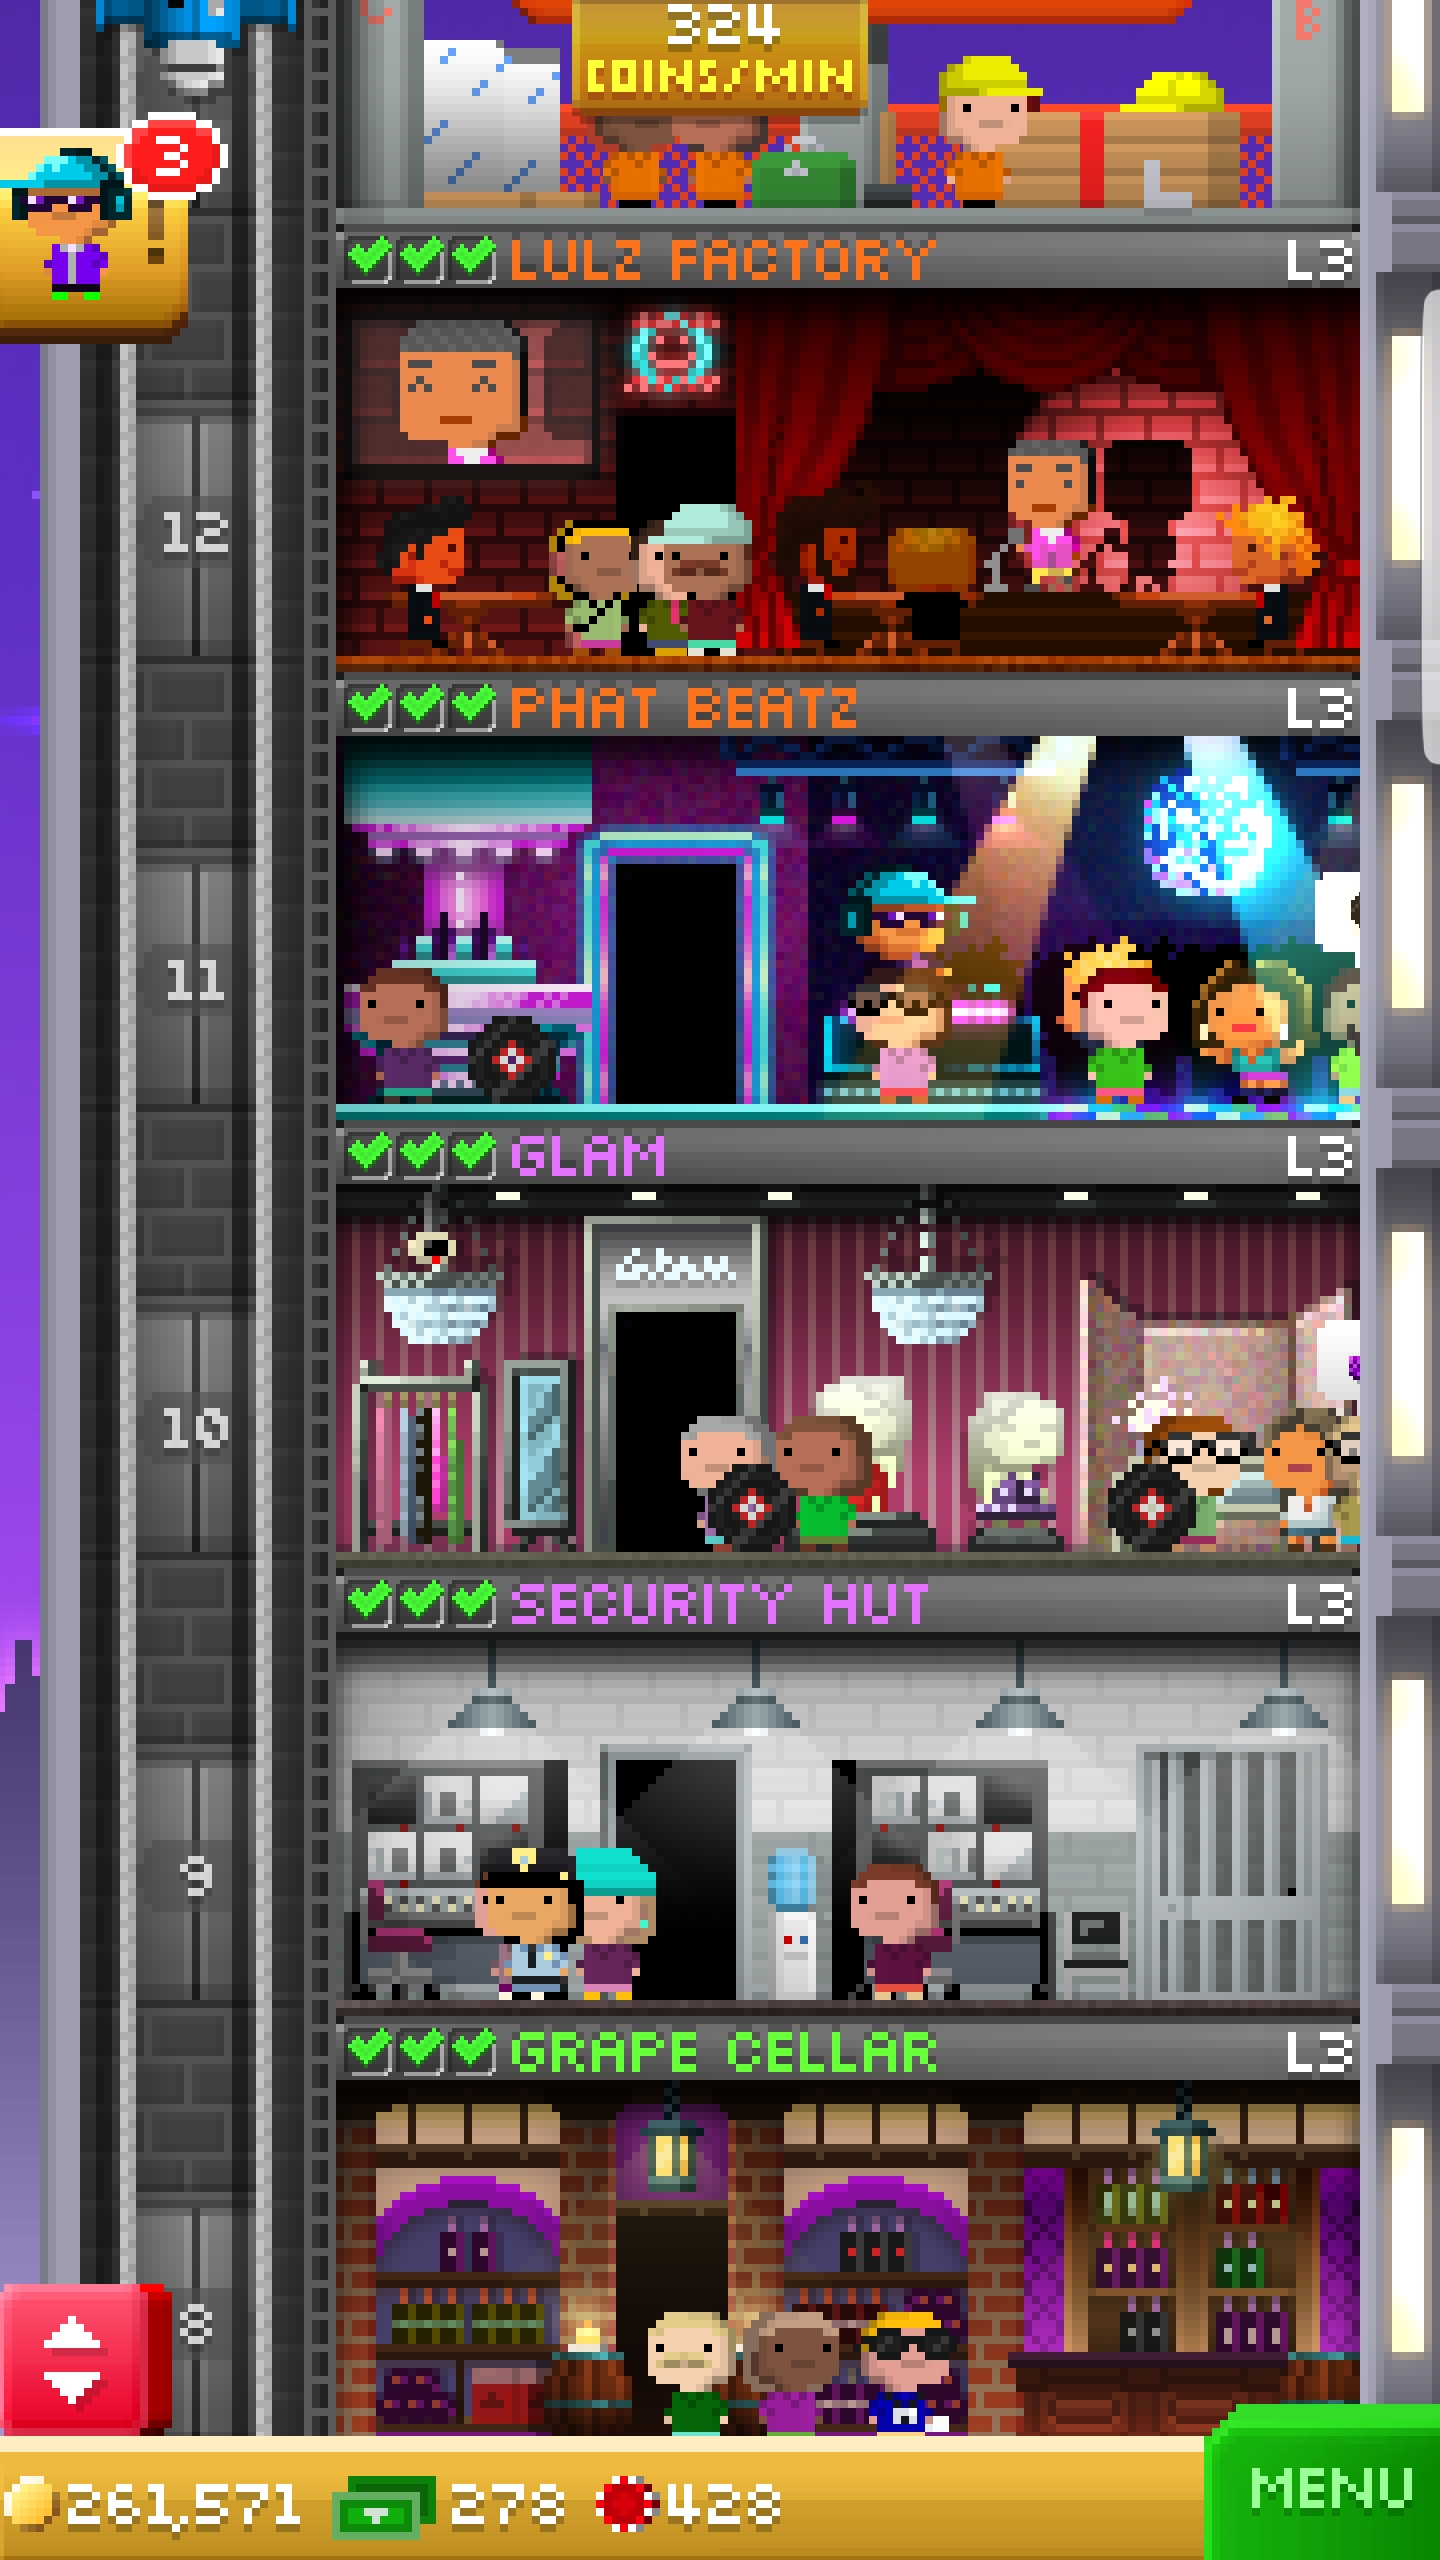 324
COINS/MIN
3
!
LULZ FACTORY L3
12
PHAT BEATZ L3
11
GLAM L3
Glam
10
SECURITY HUT L3
9
GRAPE CELLAR L3
8
261,571 278 428
MENU